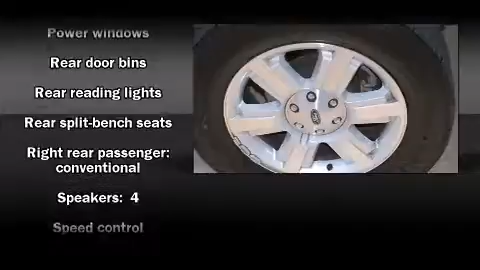 Power windows
Rear door bins
Rear reading lights
Rear split-bench seats
Right rear passenger:
conventional
Speakers: 4
Speed control